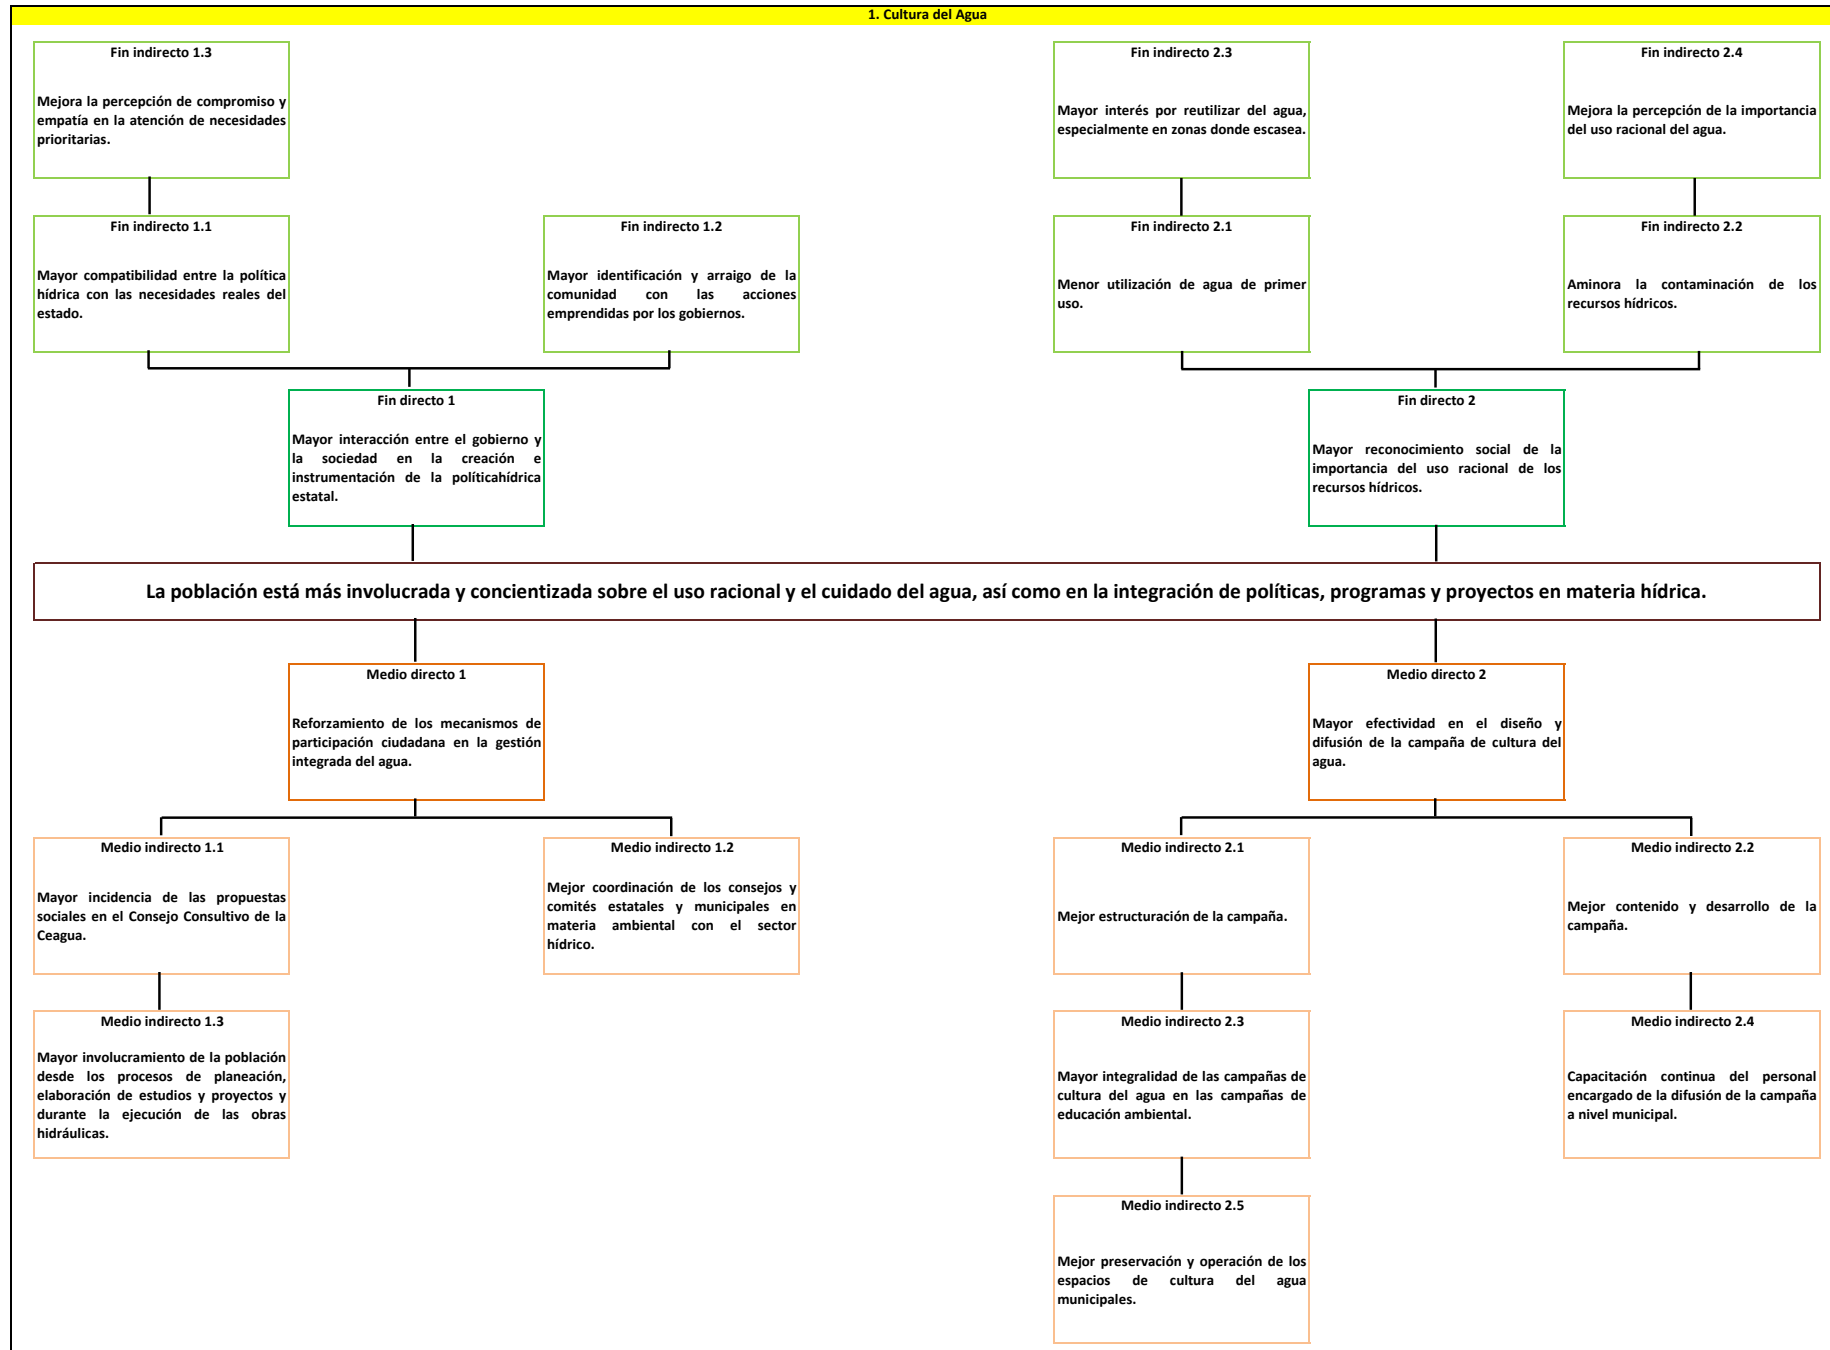 1. Cultura del Agua
Fin indirecto 1.3
Mejora la percepción de compromiso y
empatía en la atención de necesidades
prioritarias.
Fin indirecto 2.3
Mayor interés por reutilizar del agua,
especialmente en zonas donde escasea.
Fin indirecto 2.4
Mejora la percepción de la importancia
del uso racional del agua.
Fin indirecto 1.1
Mayor compatibilidad entre la política
hídrica con las necesidades reales del
estado.
Fin indirecto 1.2
Mayor identificación y arraigo de la
comunidad con las acciones
emprendidas por los gobiernos.
Fin indirecto 2.1
Menor utilización de agua de primer
uso.
Fin indirecto 2.2
Aminora la contaminación de los
recursos hídricos.
Fin directo 1
Mayor interacción entre el gobierno y
la sociedad en la creación e
instrumentación de la políticahídrica
estatal.
Fin directo 2
Mayor reconocimiento social de la
importancia del uso racional de los
recursos hídricos.
La población está más involucrada y concientizada sobre el uso racional y el cuidado del agua, así como en la integración de políticas, programas y proyectos en materia hídrica.
Medio directo 1
Reforzamiento de los mecanismos de
participación ciudadana en la gestión
integrada del agua.
Medio directo 2
Mayor efectividad en el diseño y
difusión de la campaña de cultura del
agua.
Medio indirecto 1.1
Mayor incidencia de las propuestas
sociales en el Consejo Consultivo de la
Ceagua.
Medio indirecto 1.2
Mejor coordinación de los consejos y
comités estatales y municipales en
materia ambiental con el sector
hídrico.
Medio indirecto 2.1
Mejor estructuración de la campaña.
Medio indirecto 2.2
Mejor contenido y desarrollo de la
campaña.
Medio indirecto 1.3
Mayor involucramiento de la población
desde los procesos de planeación,
elaboración de estudios y proyectos y
durante la ejecución de las obras
hidráulicas.
Medio indirecto 2.3
Mayor integralidad de las campañas de
cultura del agua en las campañas de
educación ambiental.
Medio indirecto 2.4
Capacitación continua del personal
encargado de la difusión de la campaña
a nivel municipal.
Medio indirecto 2.5
Mejor preservación y operación de los
espacios de cultura del agua
municipales.